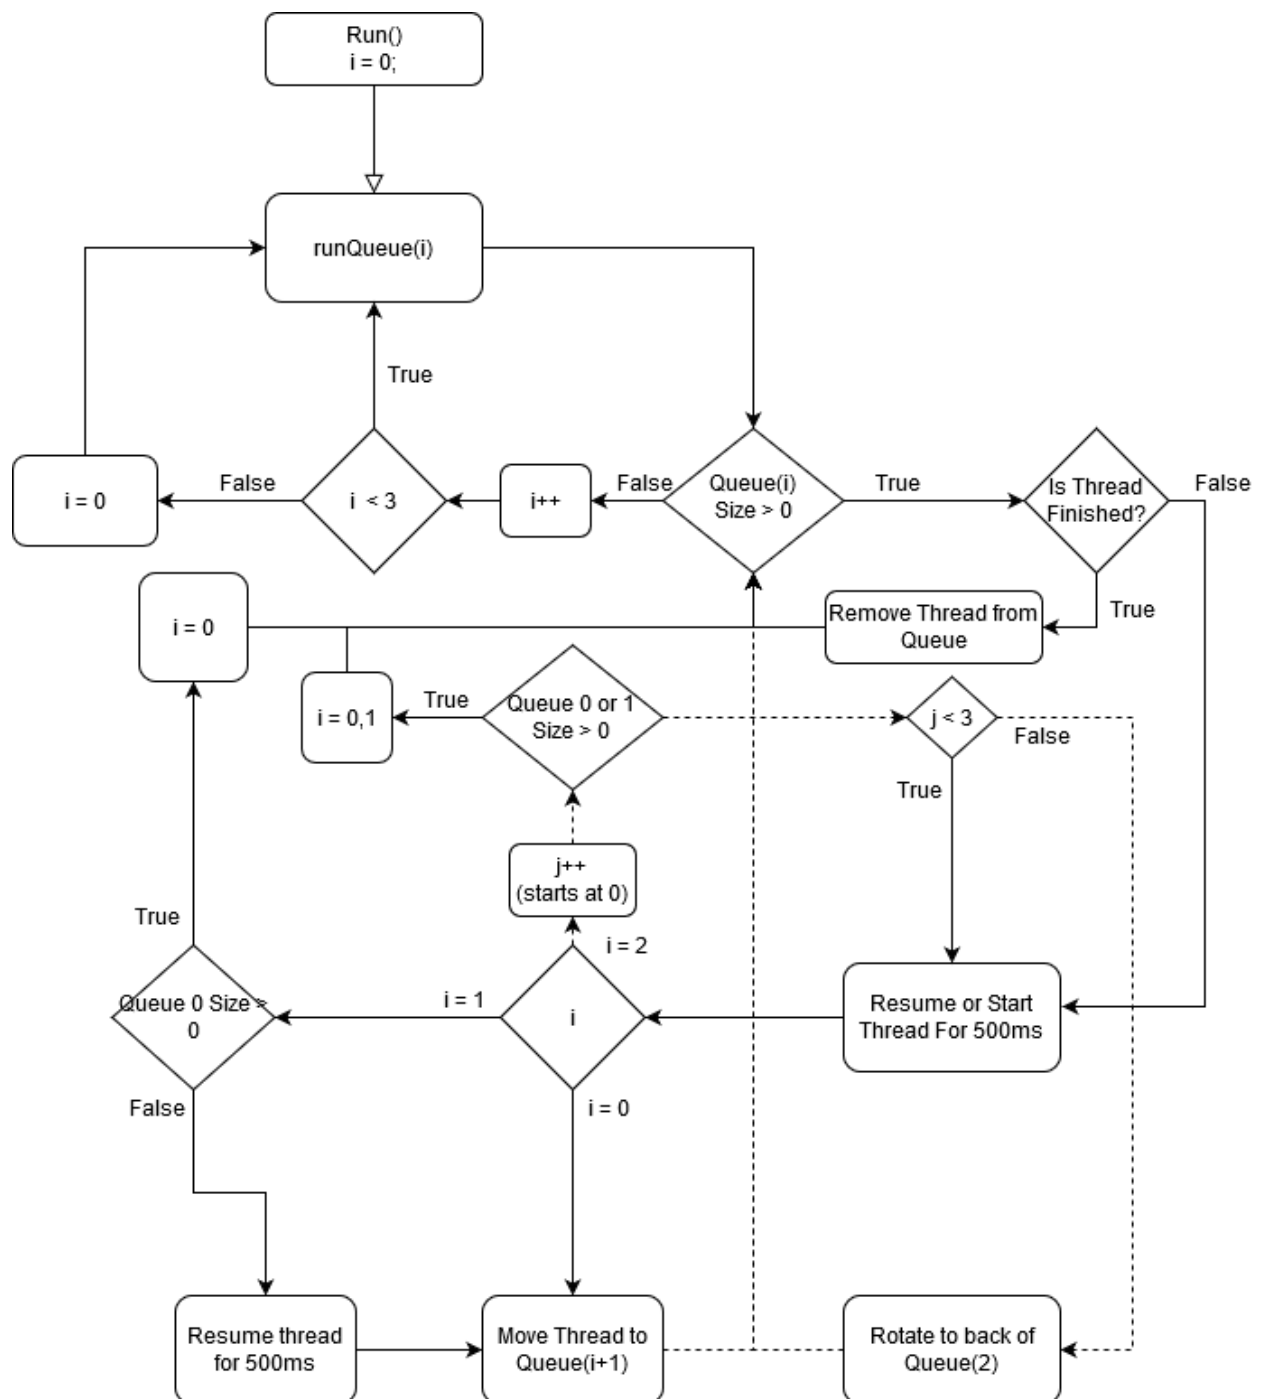 Run()
i = 0;
runQueue(i)
True
i = 0
False
i < 3
i++
False
Queue(i)
Size > 0
True
Is Thread
Finished?
False
True
Remove Thread from
Queue
i = 0
i = 0,1
True
Queue 0 or 1
Size > 0
j < 3
False
True
j++
(starts at 0)
i = 2
True
Queue 0 Size >
0
i = 1
i
Resume or Start
Thread For 500ms
False
i = 0
Resume thread
for 500ms
Move Thread to
Queue(i+1)
Rotate to back of
Queue(2)